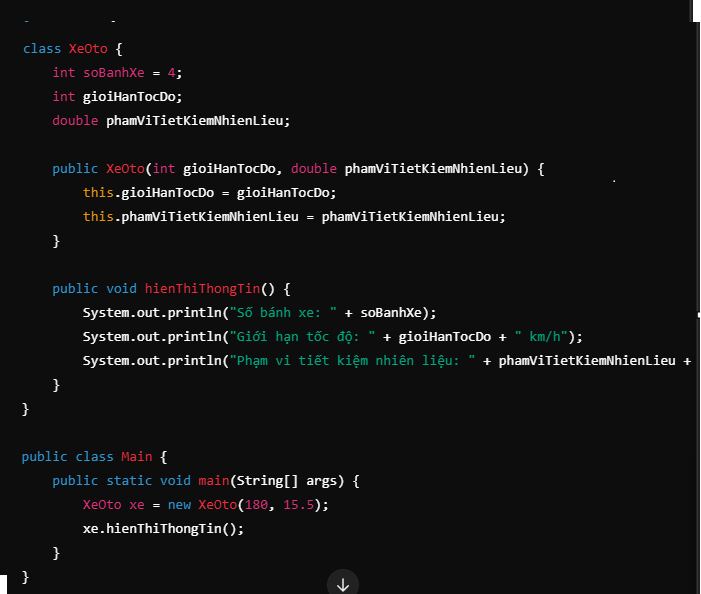 class XeOto {
    int soBanhXe = 4;
    int gioiHanTocDo;
    double phamViTietKiemNhienLieu;
    public XeOto(int gioiHanTocDo, double phamViTietKiemNhienLieu) {
        this.gioiHanTocDo = gioiHanTocDo;
        this.phamViTietKiemNhienLieu = phamViTietKiemNhienLieu;
    }
    public void hienThiThongTin() {
        System.out.println("Số bánh xe: " + soBanhXe);
        System.out.println("Giới hạn tốc độ: " + gioiHanTocDo + " km/h");
        System.out.println("Phạm vi tiết kiệm nhiên liệu: " + phamViTietKiemNhienLieu +
    }
}
public class Main {
    public static void main(String[] args) {
        XeOto xe = new XeOto(180, 15.5);
        xe.hienThiThongTin();
    }
}